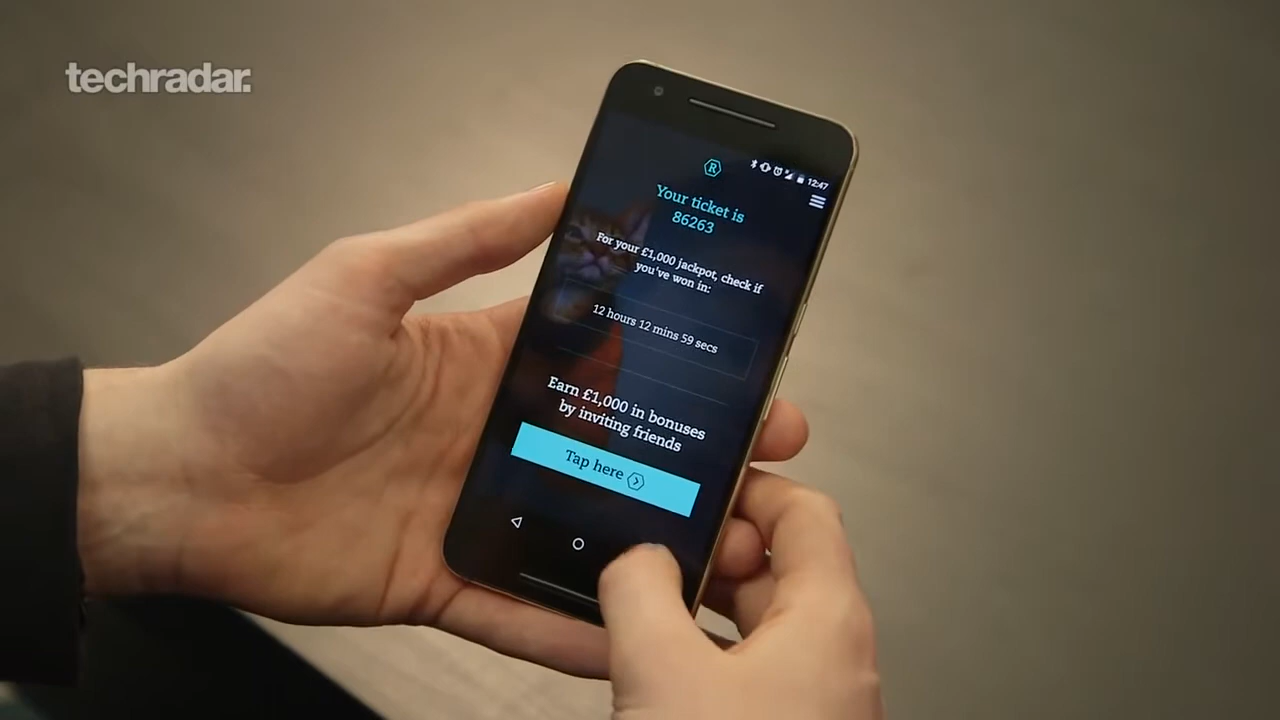 techradar.
R
12:47
Your ticket is
86263
For your £1,000 jackpot, check if
you've won in:
12 hours 12 mins 59 secs
Earn £1,000 in bonuses
by inviting friends
Tap here